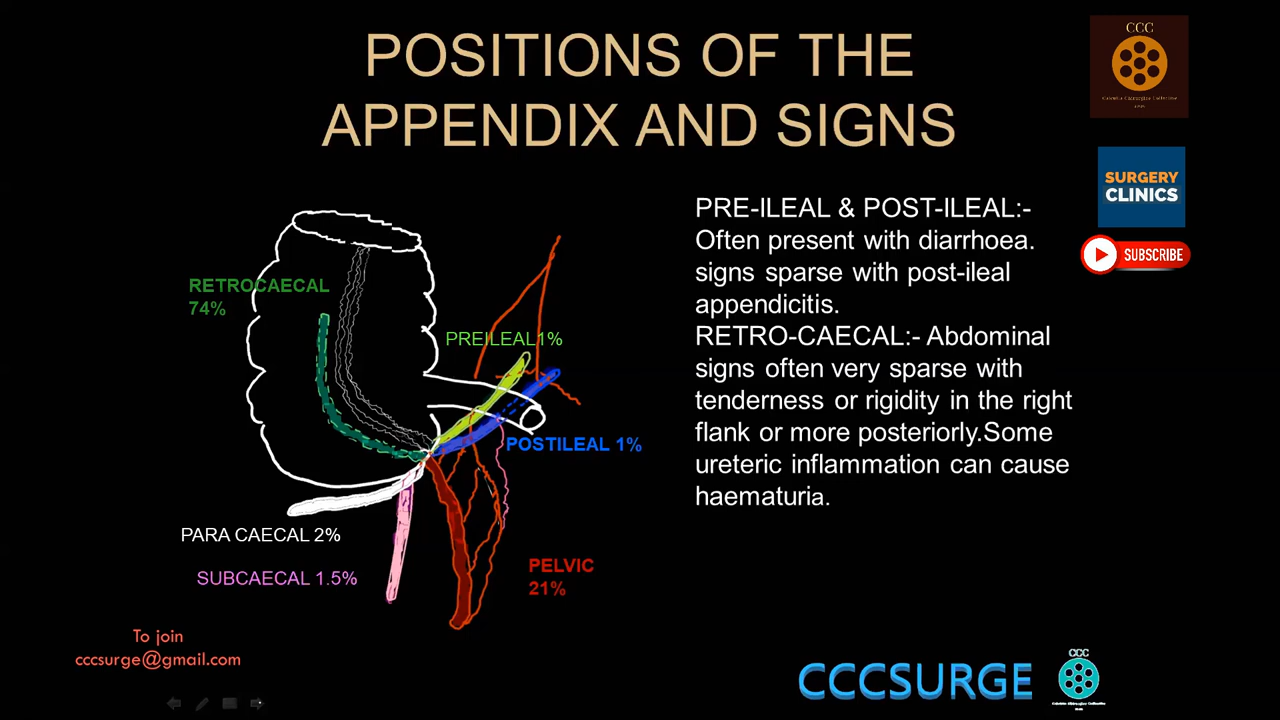 POSITIONS OF THE
APPENDIX AND SIGNS
CCC
SURGERY
CLINICS
SUBSCRIBE
PRE-ILEAL & POST-ILEAL:-
Often present with diarrhoea.
signs sparse with post-ileal
appendicitis.
RETRO-CAECAL:- Abdominal
signs often very sparse with
tenderness or rigidity in the right
flank or more posteriorly.Some
ureteric inflammation can cause
haematuria.
RETROCAECAL
74%
PREILEAL1%
POSTILEAL 1%
PARA CAECAL 2%
SUBCAECAL 1.5%
PELVIC
21%
To join
cccsurge@gmail.com
CCCSURGE
CCC